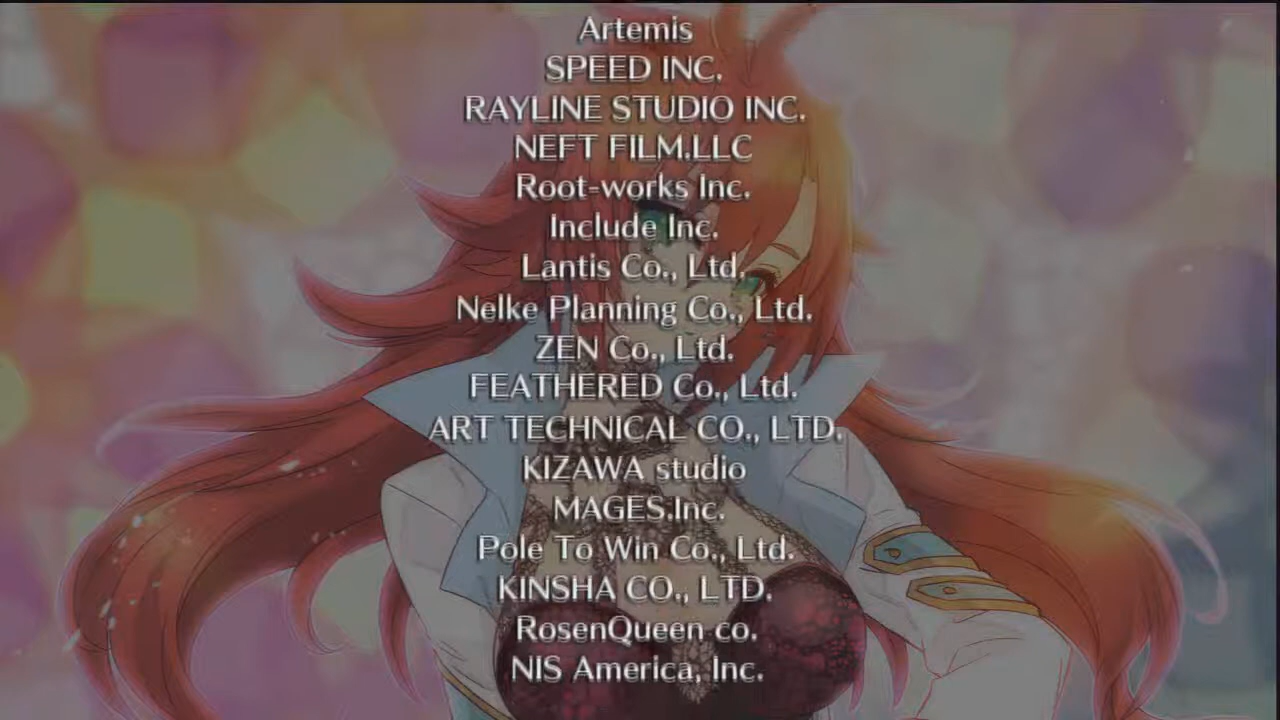 Artemis
SPEED INC.
RAYLINE STUDIO INC.
NEFT FILM.LLC
Root-works Inc.
Include Inc.
Lantis Co., Ltd.
Nelke Planning Co., Ltd.
ZEN Co., Ltd.
FEATHERED Co., Ltd.
ART TECHNICAL CO., LTD.
KIZAWA studio
MAGES.Inc.
Pole To Win Co., Ltd.
KINSHA CO., LTD.
RosenQueen co.
NIS America, Inc.